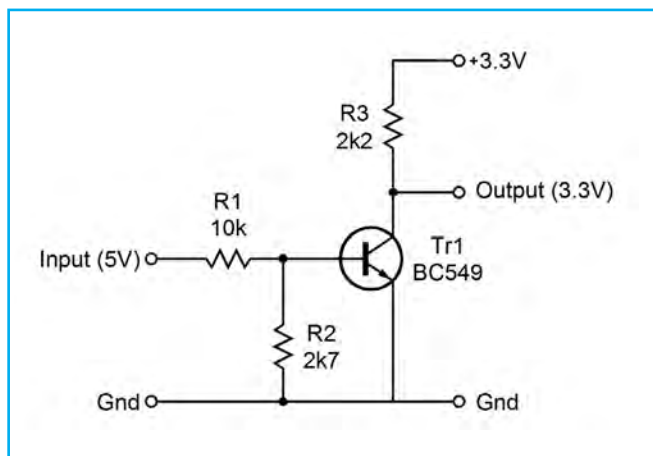 +3.3V
R3
2k2
Output (3.3V)
R1
10k
Tr1
BC549
Input (5V)
R2
2k7
Gnd
Gnd